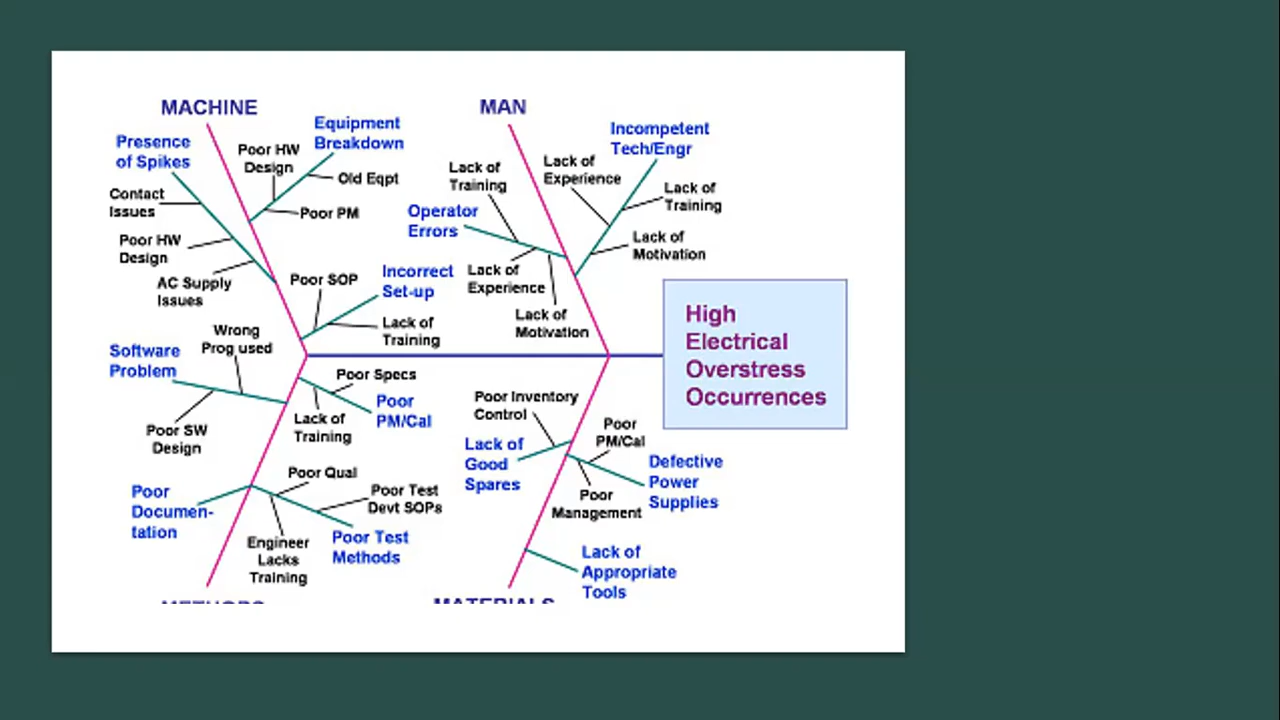 MACHINE
MAN
Presence
of Spikes
Contact
Issues
Poor HW
Design
AC Supply
Issues
Equipment
Breakdown
Poor HW
Design
Old Eqpt
Poor PM
Incorrect
Set-up
Poor SOP
Lack of
Training
Operator
Errors
Lack of
Training
Lack of
Experience
Lack of
Motivation
Incompetent
Tech/Engr
Lack of
Experience
Lack of
Training
Lack of
Motivation
High
Electrical
Overstress
Occurrences
Software
Problem
Wrong
Prog used
Poor SW
Design
Poor
PM/Cal
Poor Specs
Lack of
Training
Poor
Documen-
tation
Poor Test
Methods
Poor Qual
Poor Test
Devt SOPs
Engineer
Lacks
Training
Lack of
Good
Spares
Poor Inventory
Control
Defective
Power
Supplies
Poor
PM/Cal
Poor
Management
Lack of
Appropriate
Tools
METHODS
MATERIALS